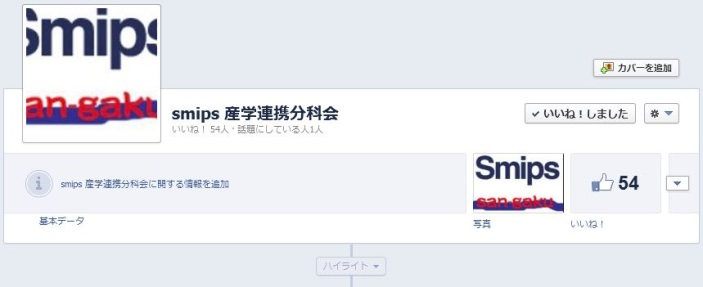 Smips
san-gaku
カバーを追加
smips 産学連携分科会
いいね！ 54人・話題にしている人1人
いいね！しました
smips 産学連携分科会に関する情報を追加
基本データ
Smips
san-gaku
写真
54
いいね！
ハイライト